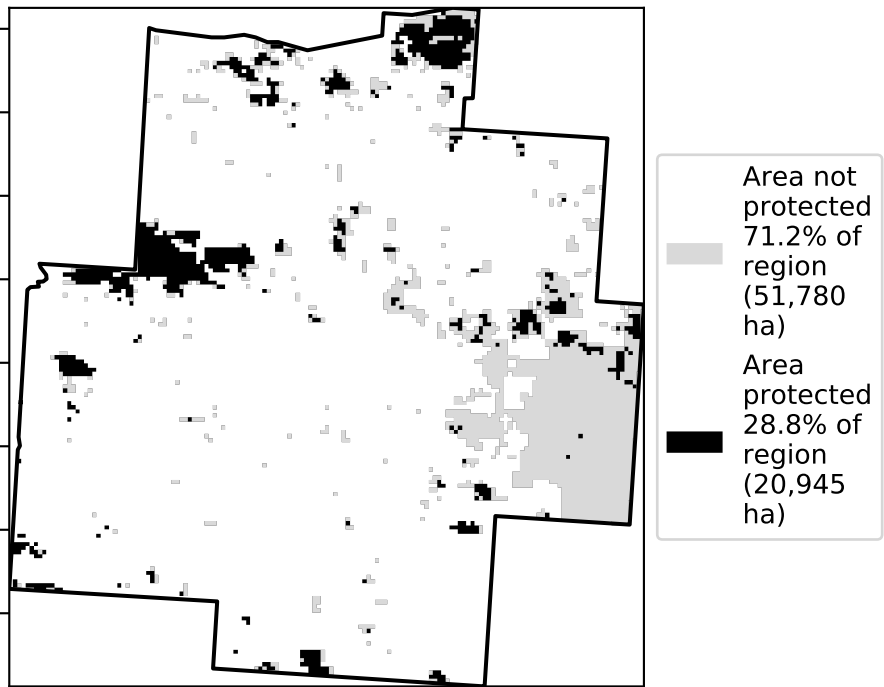 Area not
protected
71.2% of
region
(51,780
ha)
Area
protected
28.8% of
region
(20,945
ha)